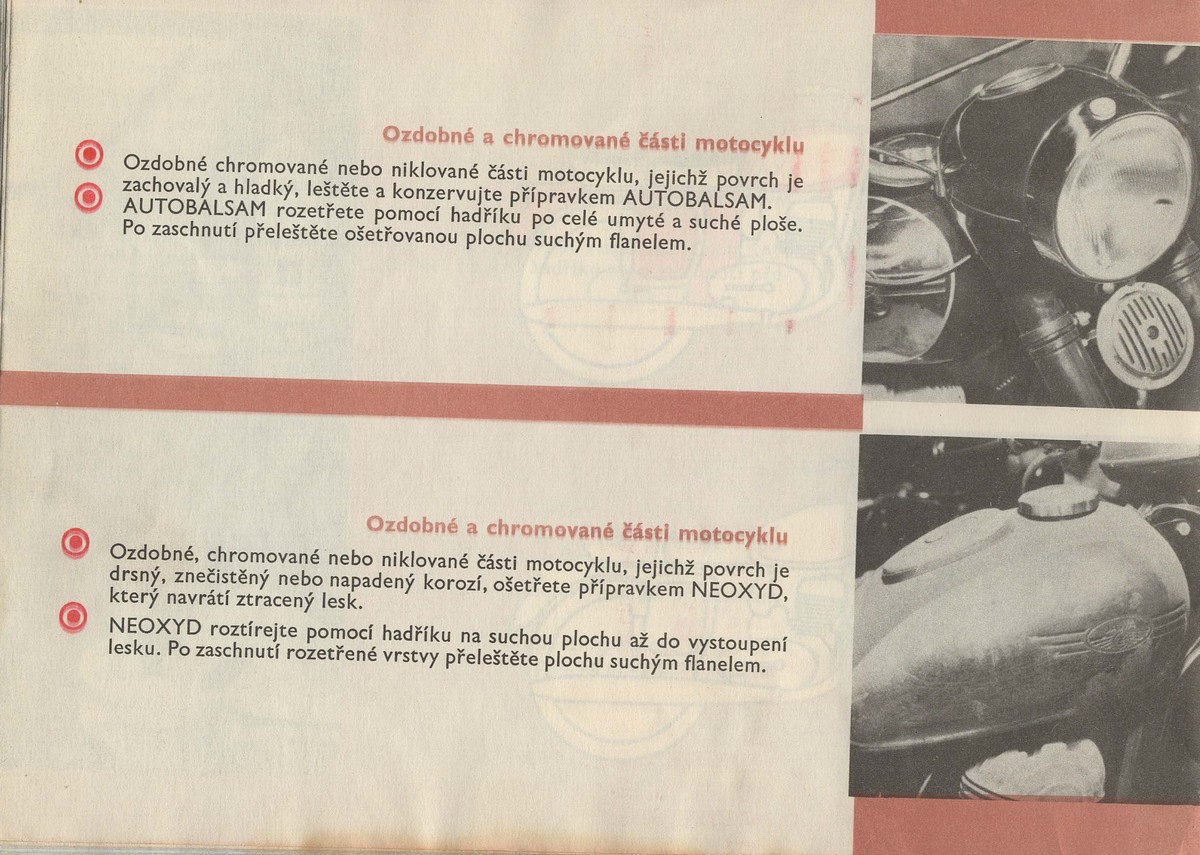 Ozdobné a chromované části motocyklu
Ozdobné chromované nebo niklované části motocyklu, jejichž povrch je
zachovalý a hladký, leštěte a konzervujte přípravkem AUTOBALSAM.
AUTOBALSAM rozetřete pomocí hadříku po celé umyté a suché ploše.
Po zaschnutí přeleštěte ošetřovanou plochu suchým flanelem.
Ozdobné a chromované části motocyklu
Ozdobné, chromované nebo niklované části motocyklu, jejichž povrch je
drsný, znečistěný nebo napadený korozí, ošetřete přípravkem NEOXYD,
který navrátí ztracený lesk.
NEOXYD roztírejte pomocí hadříku na suchou plochu až do vystoupení
lesku. Po zaschnutí rozetřené vrstvy přeleštěte plochu suchým flanelem.